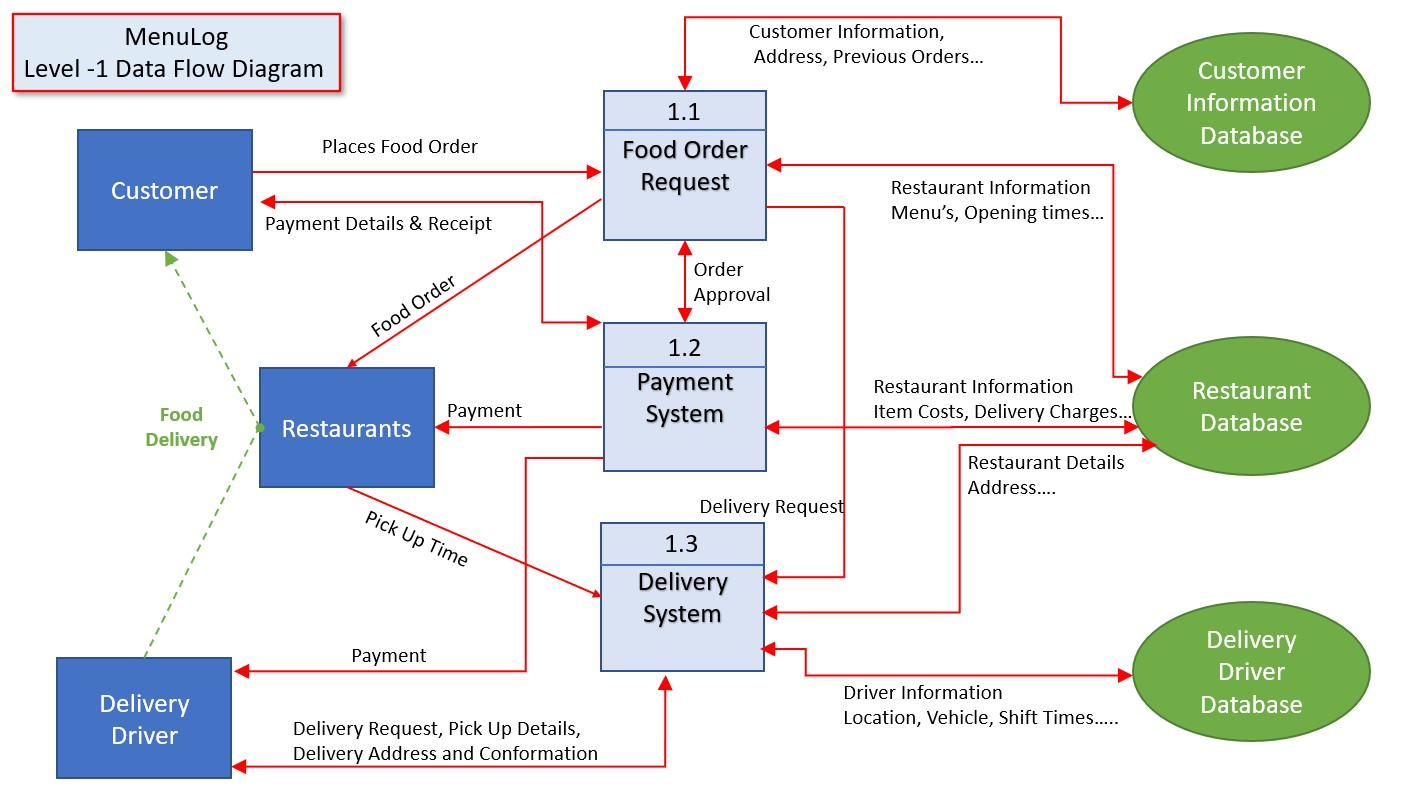 MenuLog
Level -1 Data Flow Diagram
Customer Information,
Address, Previous Orders...
Customer
Information
Database
1.1
Food Order
Request
Places Food Order
Customer
Payment Details & Receipt
Restaurant Information
Menu's, Opening times...
Order
Approval
Food Order
1.2
Payment
System
Restaurant Information
Item Costs, Delivery Charges...
Restaurant
Database
Payment
Restaurants
Food
Delivery
Restaurant Details
Address....
Delivery Request
Pick Up Time
1.3
Delivery
System
Delivery
Driver
Database
Payment
Driver Information
Location, Vehicle, Shift Times.....
Delivery
Driver
Delivery Request, Pick Up Details,
Delivery Address and Conformation